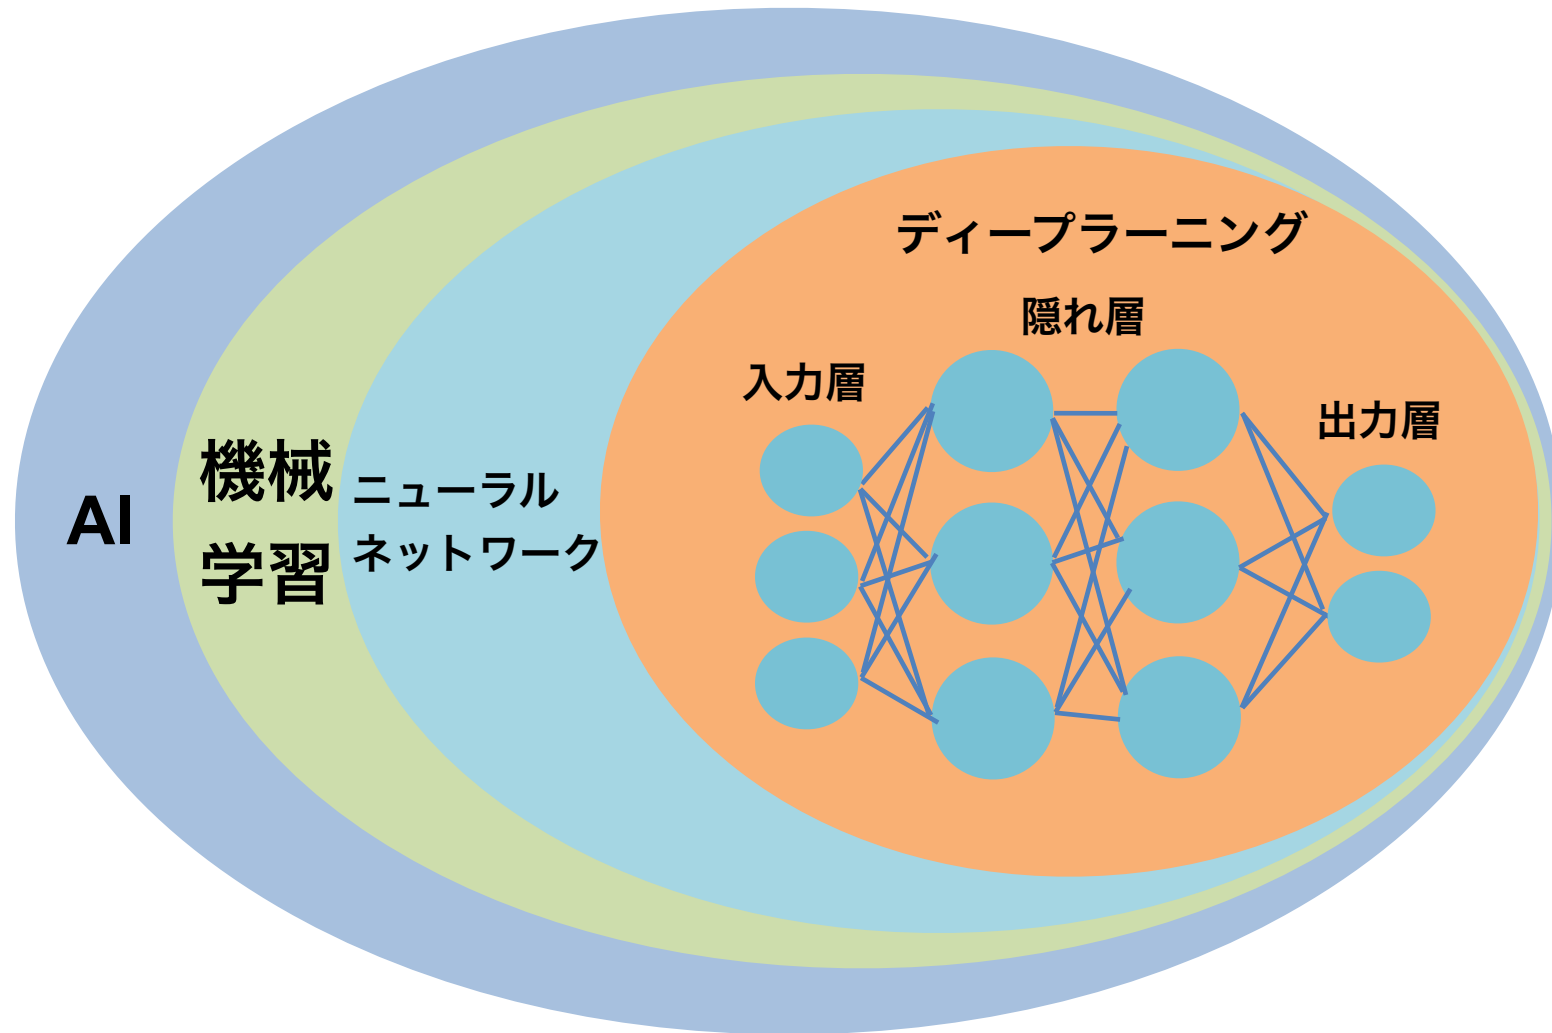 AI
機械
学習
ニューラル
ネットワーク
ディープラーニング
隠れ層
入力層
出力層